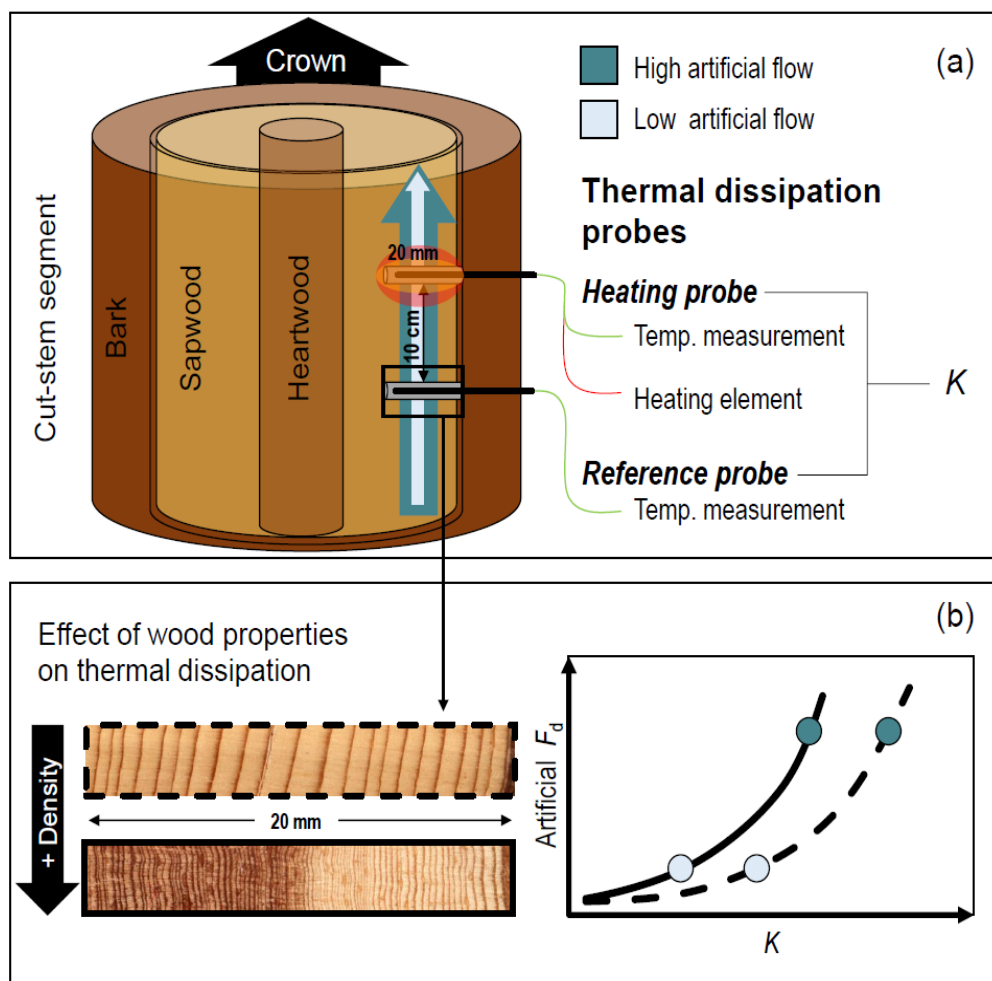 (a)
Crown
High artificial flow
Low artificial flow
Thermal dissipation
probes
Cut-stem segment
Bark
Sapwood
Heartwood
20 mm
10 cm
Heating probe
Temp. measurement
Heating element
K
Reference probe
Temp. measurement
(b)
Effect of wood properties
on thermal dissipation
+ Density
20 mm
Artificial Fd
K